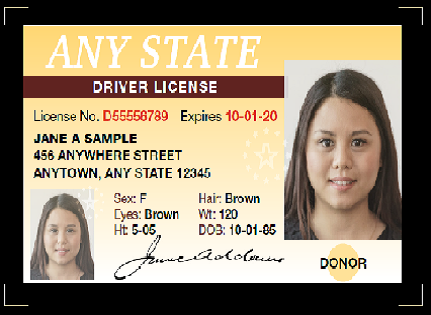 ANY STATE
DRIVER LICENSE
License No. D55556789 Expires 10-01-20
JANE A SAMPLE
456 ANYWHERE STREET
ANYTOWN, ANY STATE 12345
Sex: F Hair: Brown
Eyes: Brown Wt: 120
Ht: 5-05 DOB: 10-01-85
DONOR